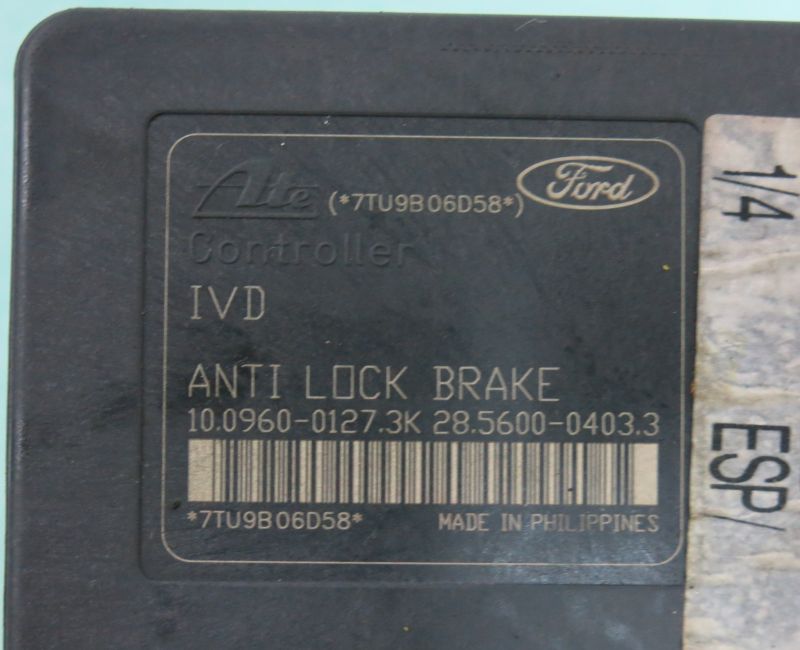 Ate (*7TU9B06D58*) Ford
Controller
IVD
ANTI LOCK BRAKE
10.0960-0127.3K 28.5600-0403.3
*7TU9B06D58* MADE IN PHILIPPINES
1/4
ESP/